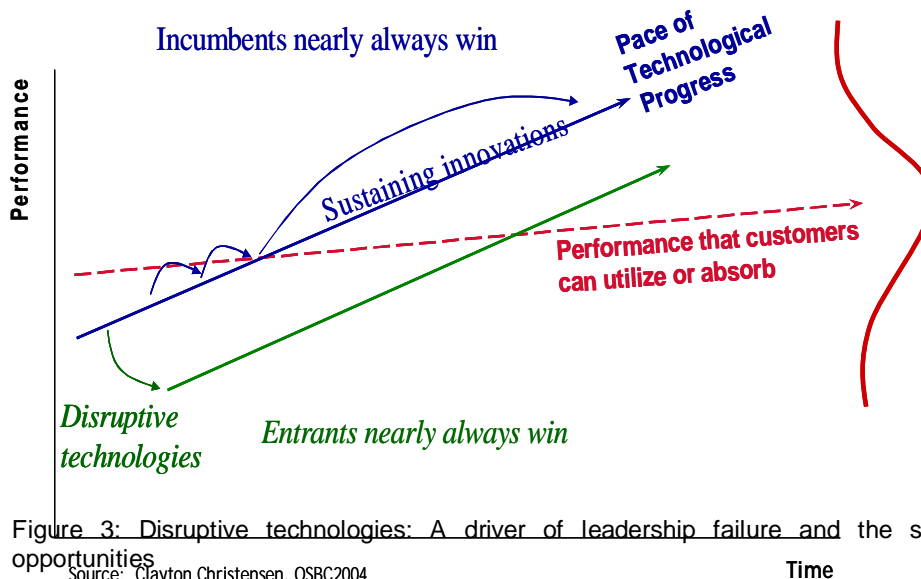 Incumbents nearly always win
Pace of
Technological
Progress
Performance
Sustaining innovations
Performance that customers
can utilize or absorb
Disruptive
technologies
Entrants nearly always win
Figure 3: Disruptive technologies: A driver of leadership failure and the s
opportunities
Source: Clayton Christensen, OSBC2004
Time